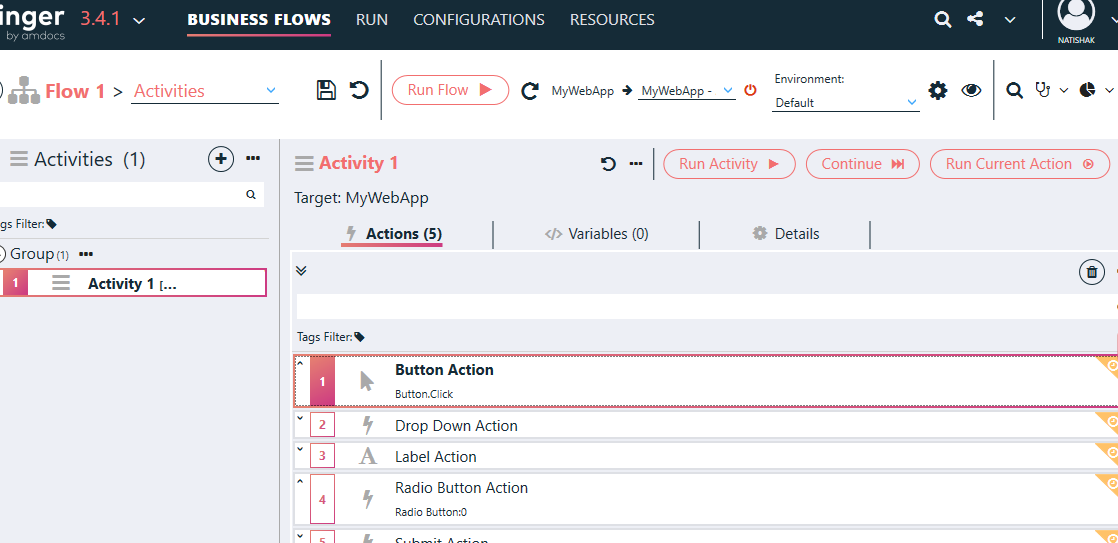 inger 3.4.1 BUSINESS FLOWS RUN CONFIGURATIONS RESOURCES
by amdocs
NATISHAK
Flow 1 > Activities Run Flow MyWebApp MyWebApp - Environment:
Default
Activities (1)
gs Filter:
Group (1)
1 Activity 1 [...
Activity 1 Run Activity Continue Run Current Action
Target: MyWebApp
Actions (5) Variables (0) Details
Tags Filter:
1 Button Action
Button.Click
2 Drop Down Action
3 Label Action
4 Radio Button Action
Radio Button:0
5 Submit Action